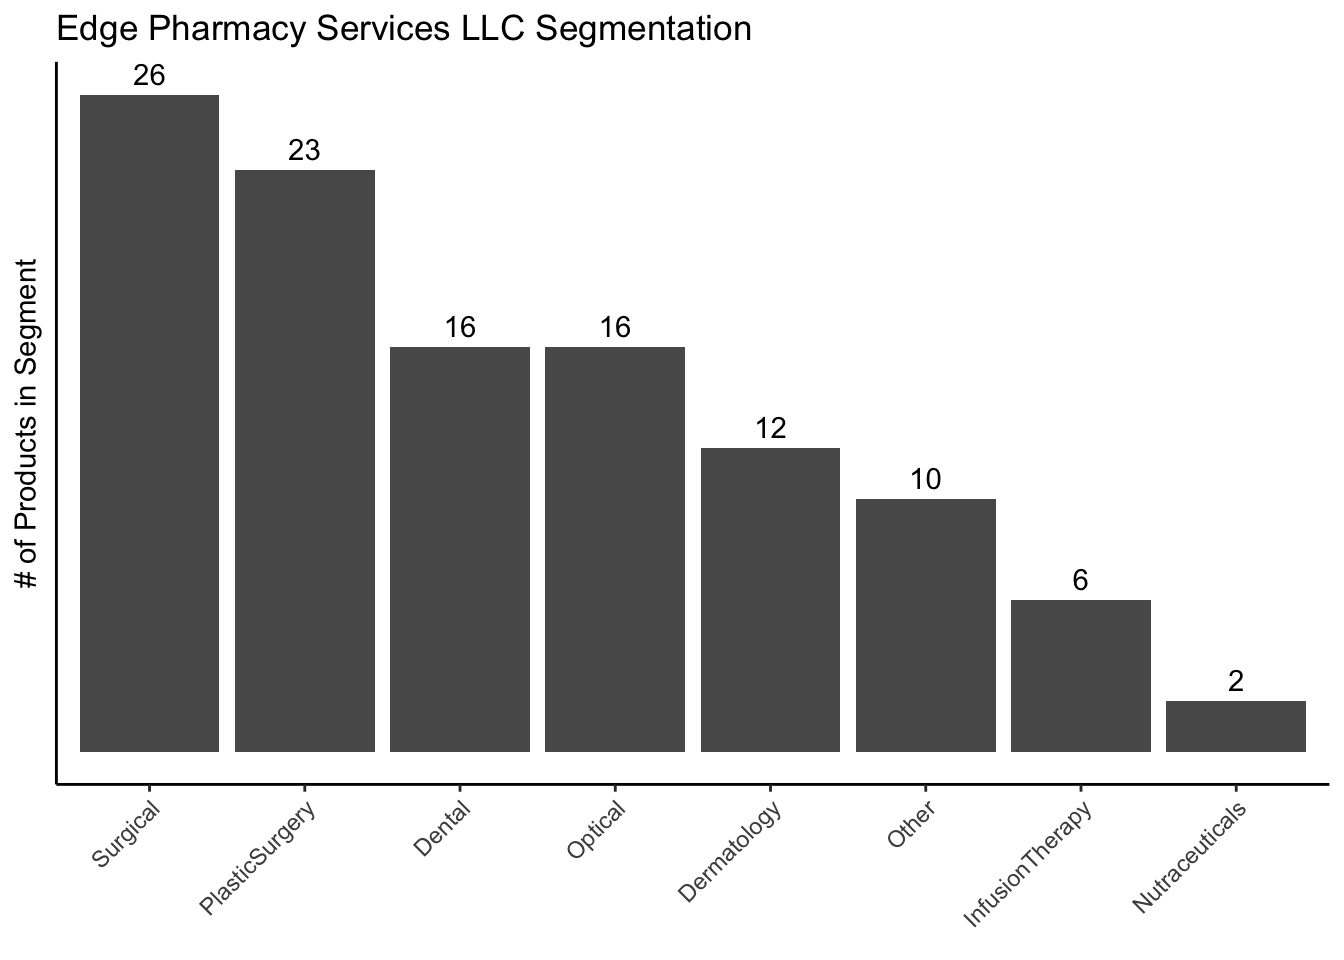 Edge Pharmacy Services LLC Segmentation
# of Products in Segment
26
23
16
16
12
10
6
2
Surgical
PlasticSurgery
Dental
Optical
Dermatology
Other
InfusionTherapy
Nutraceuticals